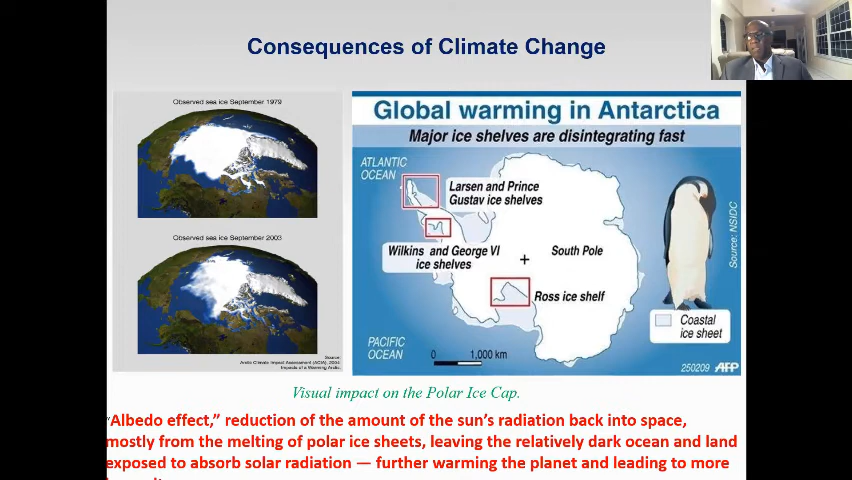 Consequences of Climate Change
Observed sea ice September 1979
Observed sea ice September 2003
Source:
Arctic Climate Impact Assessment (ACIA), 2004
Impacts of a Warming Arctic.
Global warming in Antarctica
Major ice shelves are disintegrating fast
ATLANTIC
OCEAN
Larsen and Prince
Gustav ice shelves
Wilkins and George VI
ice shelves
South Pole
Ross ice shelf
PACIFIC
OCEAN
0 1,000 km
Coastal
ice sheet
Source: NSIDC
250209 AFP
Visual impact on the Polar Ice Cap.
“Albedo effect,” reduction of the amount of the sun’s radiation back into space,
mostly from the melting of polar ice sheets, leaving the relatively dark ocean and land
exposed to absorb solar radiation — further warming the planet and leading to more